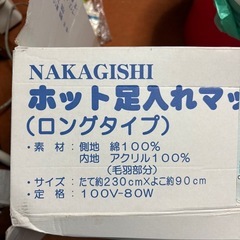 NAKAGISHI
ホット足入れマッ
(ロングタイプ)
・素材：側地 綿100%
内地 アクリル100%
(毛羽部分)
・サイズ：たて約230cm×よこ約90cm
・定格：100V-80W